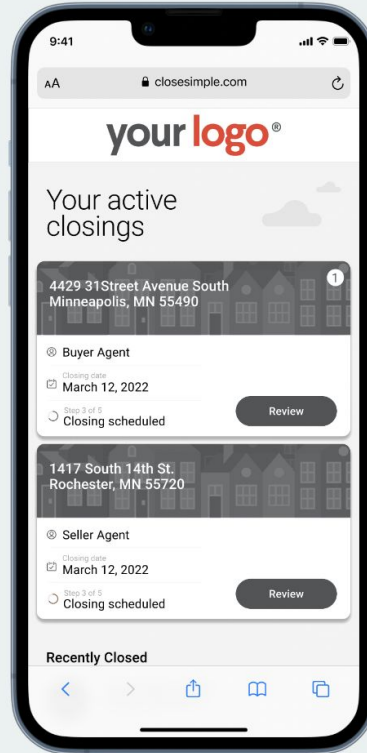 9:41
AA
closesimple.com
your logo®
Your active
closings
4429 31Street Avenue South
Minneapolis, MN 55490
1
Buyer Agent
Closing date
March 12, 2022
Step 3 of 5
Closing scheduled
Review
1417 South 14th St.
Rochester, MN 55720
Seller Agent
Closing date
March 12, 2022
Step 3 of 5
Closing scheduled
Review
Recently Closed